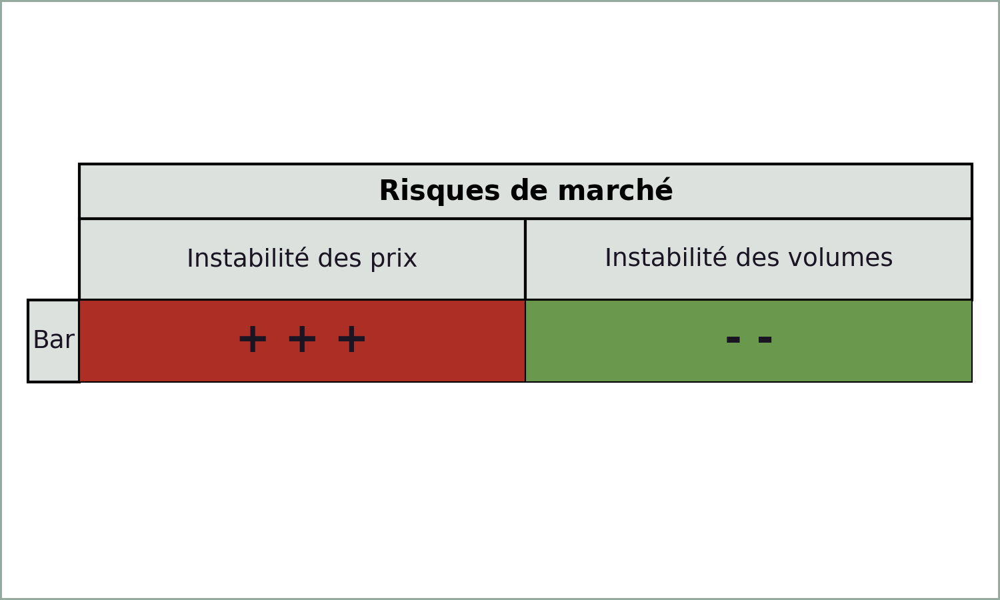 Risques de marché
Instabilité des prix
Instabilité des volumes
Bar
+ + +
- -